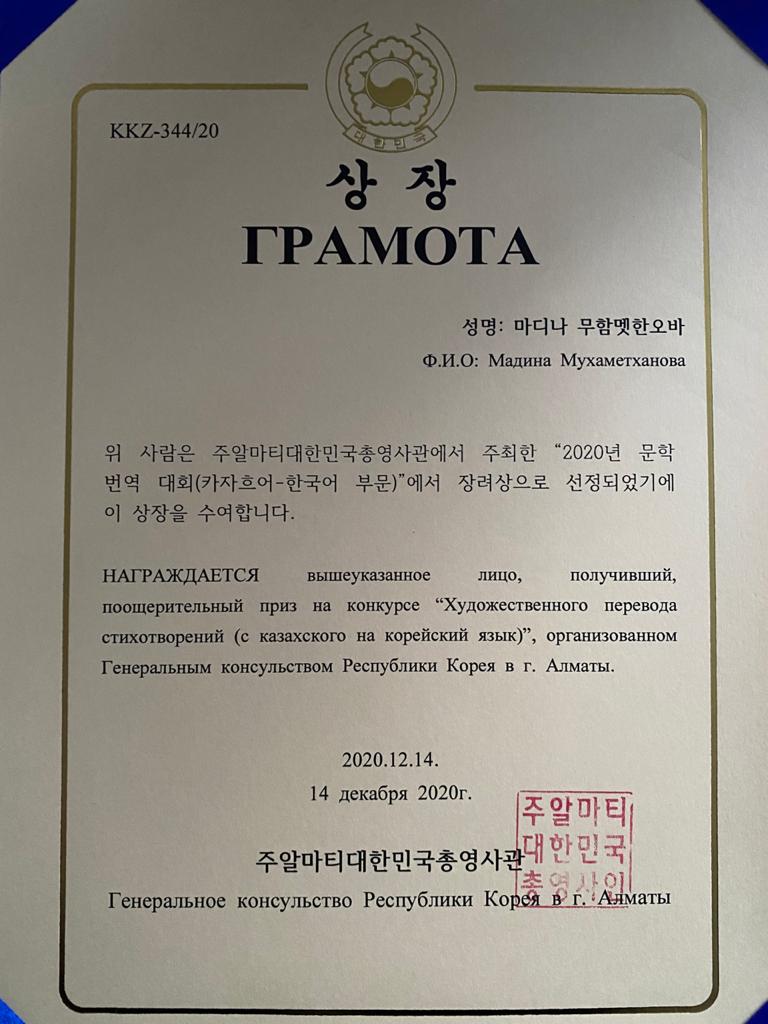 대한민국
KKZ-344/20
상 장
ГРАМОТА
성명: 마디나 무함멧한오바
Ф.И.О: Мадина Мухаметханова
위 사람은 주알마티대한민국총영사관에서 주최한 “2020년 문학
번역 대회(카자흐어-한국어 부문)”에서 장려상으로 선정되었기에
이 상장을 수여합니다.
НАГРАЖДАЕТСЯ вышеуказанное лицо, получивший,
поощрительный приз на конкурсе “Художественного перевода
стихотворений (с казахского на корейский язык)”, организованном
Генеральным консульством Республики Корея в г. Алматы.
2020.12.14.
14 декабря 2020г.
주알마티대한민국총영사관
Генеральное консульство Республики Корея в г. Алматы
주알마티
대한민국
총영사인